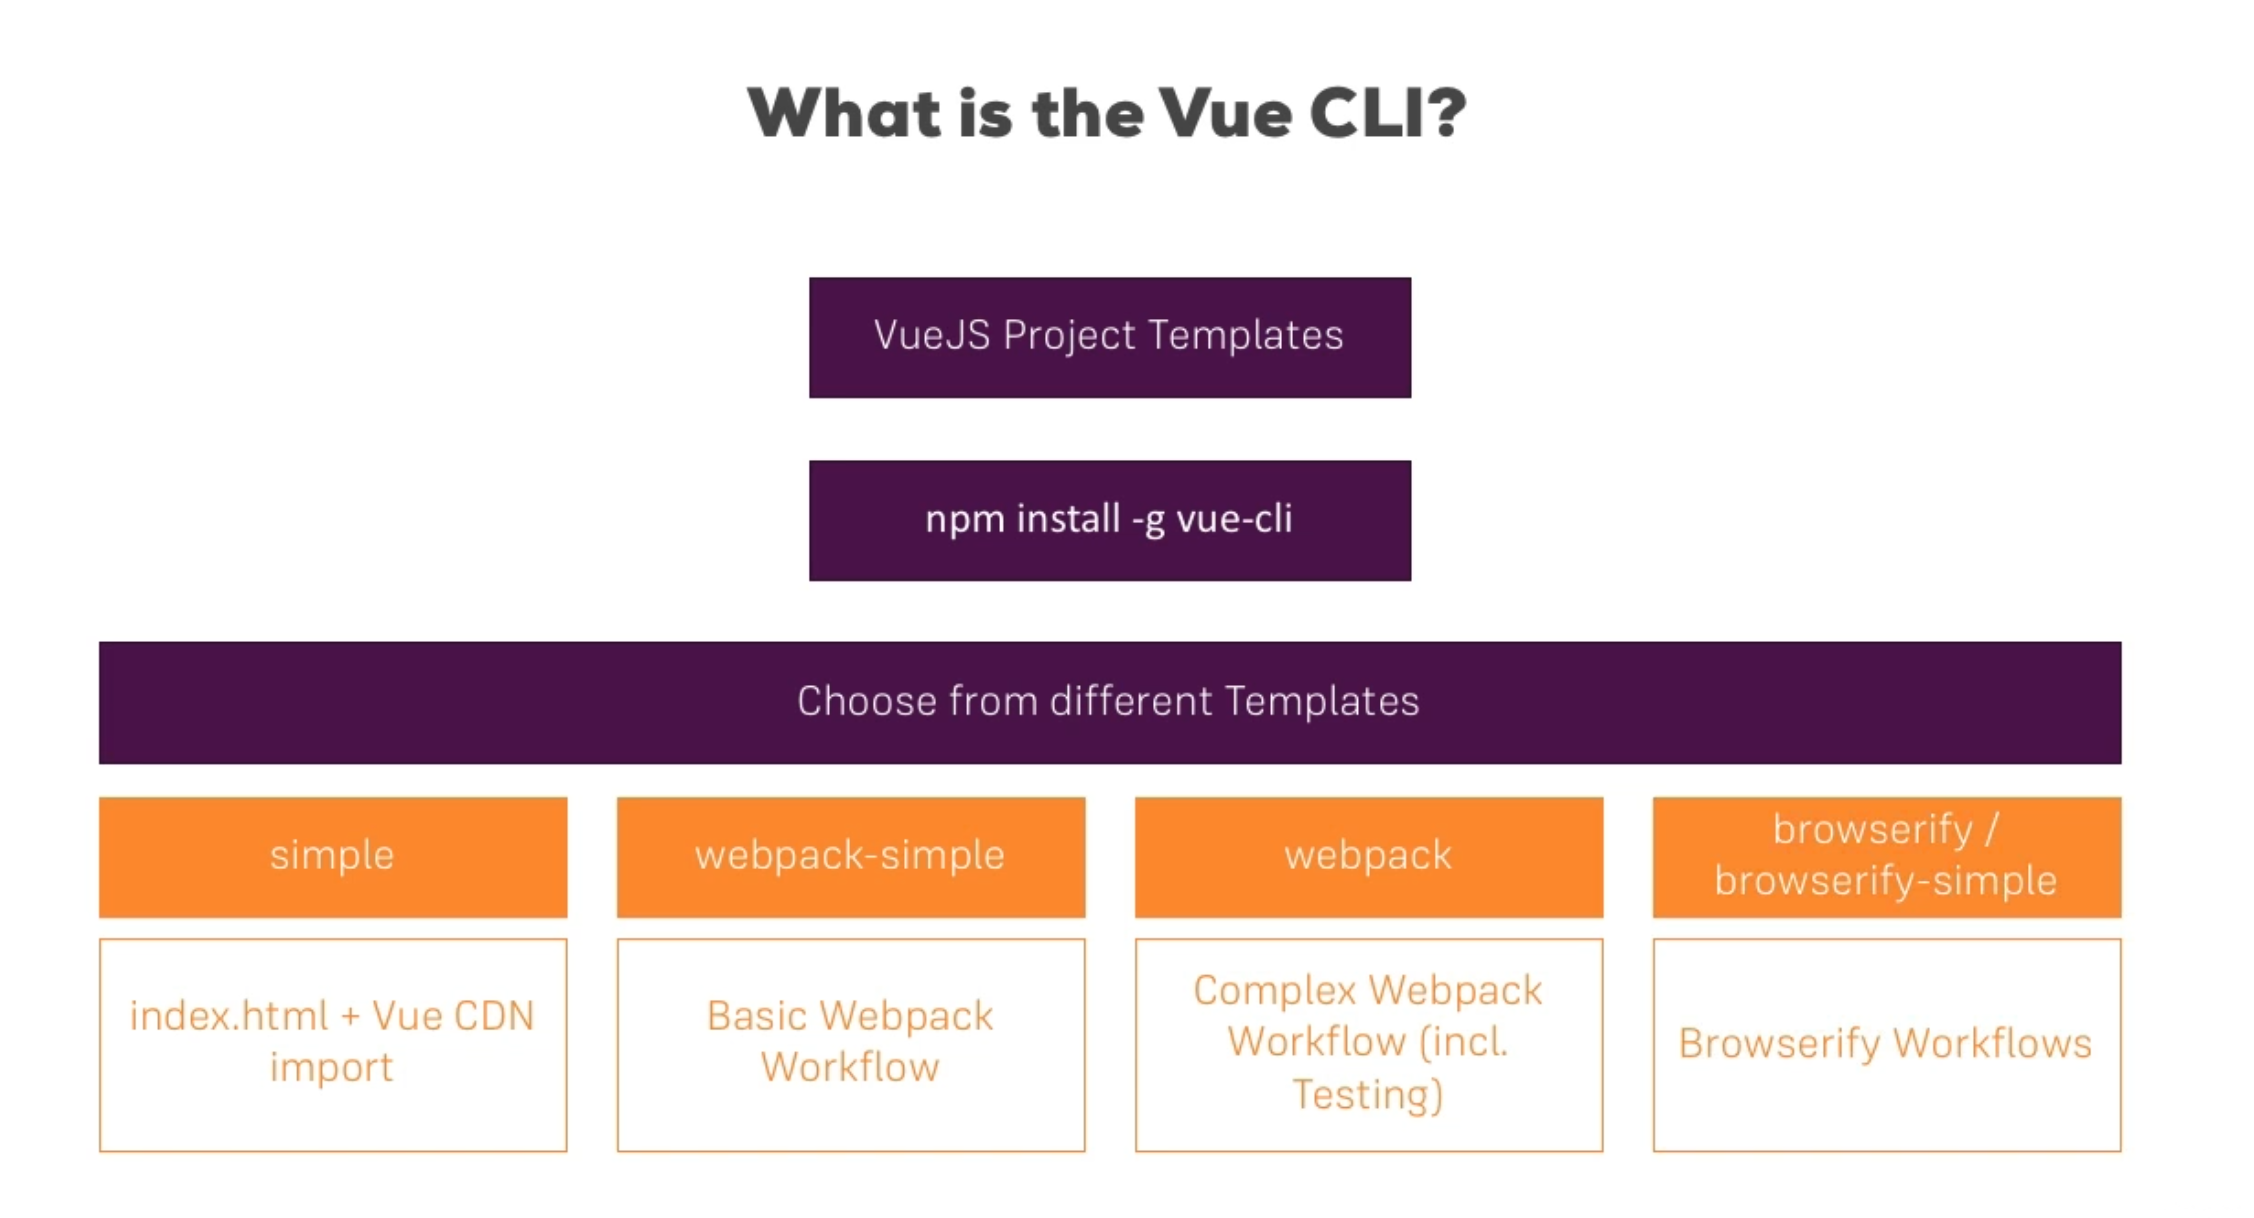 What is the Vue CLI?
VueJS Project Templates
npm install -g vue-cli
Choose from different Templates
simple
webpack-simple
webpack
browserify /
browserify-simple
index.html + Vue CDN
import
Basic Webpack
Workflow
Complex Webpack
Workflow (incl.
Testing)
Browserify Workflows